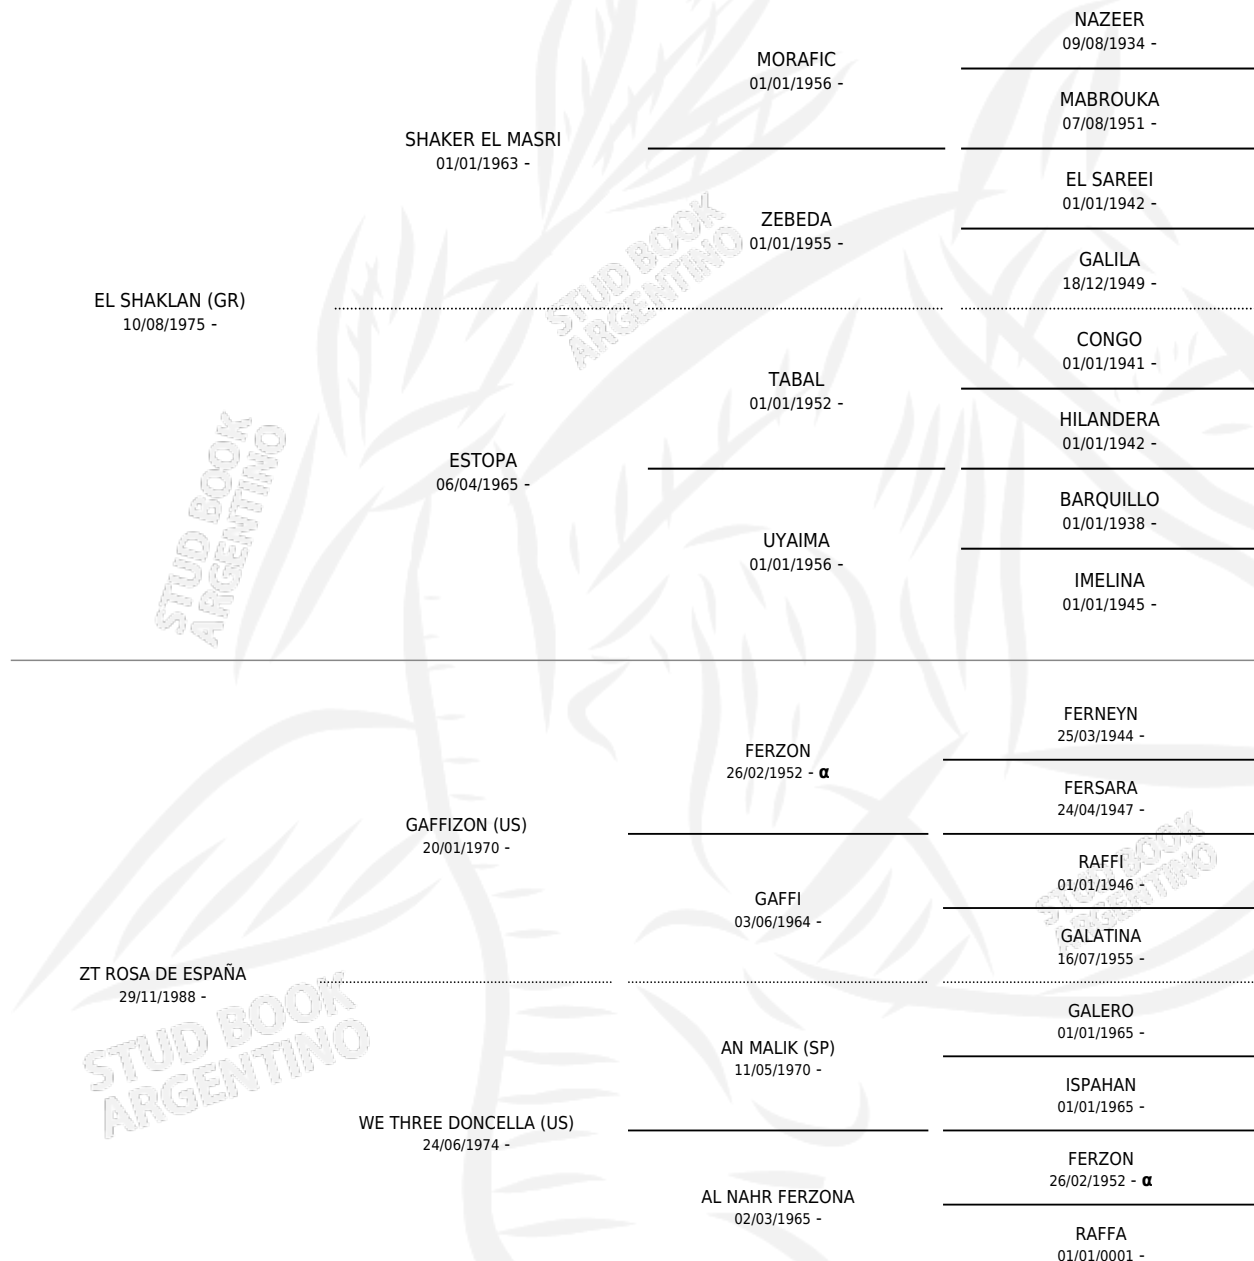 NAZEER
09/08/1934 -
MORAFIC
01/01/1956 -
MABROUKA
07/08/1951 -
SHAKER EL MASRI
01/01/1963 -
EL SAREEI
01/01/1942 -
ZEBEDA
01/01/1955 -
GALILA
18/12/1949 -
EL SHAKLAN (GR)
10/08/1975 -
CONGO
01/01/1941 -
TABAL
01/01/1952 -
HILANDERA
01/01/1942 -
ESTOPA
06/04/1965 -
BARQUILLO
01/01/1938 -
UYAIMA
01/01/1956 -
IMELINA
01/01/1945 -
FERNEYN
25/03/1944 -
FERZON
26/02/1952 - α
FERSARA
24/04/1947 -
GAFFIZON (US)
20/01/1970 -
RAFFI
01/01/1946 -
GAFFI
03/06/1964 -
GALATINA
16/07/1955 -
ZT ROSA DE ESPAÑA
29/11/1988 -
GALERO
01/01/1965 -
AN MALIK (SP)
11/05/1970 -
ISPAHAN
01/01/1965 -
WE THREE DONCELLA (US)
24/06/1974 -
FERZON
26/02/1952 - α
AL NAHR FERZONA
02/03/1965 -
RAFFA
01/01/0001 -
STUD BOOK
ARGENTINO
STUD BOOK
ARGENTINO
STUD BOOK
ARGENTINO
STUD BOOK
ARGENTINO